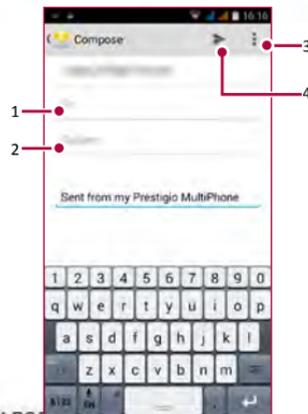 16:16
Compose
3
4
1
2
Sent from my Prestigio MultiPhone
1 2 3 4 5 6 7 8 9 0
q w e r t y u i o p
a s d f g h j k l
z x c v b n m